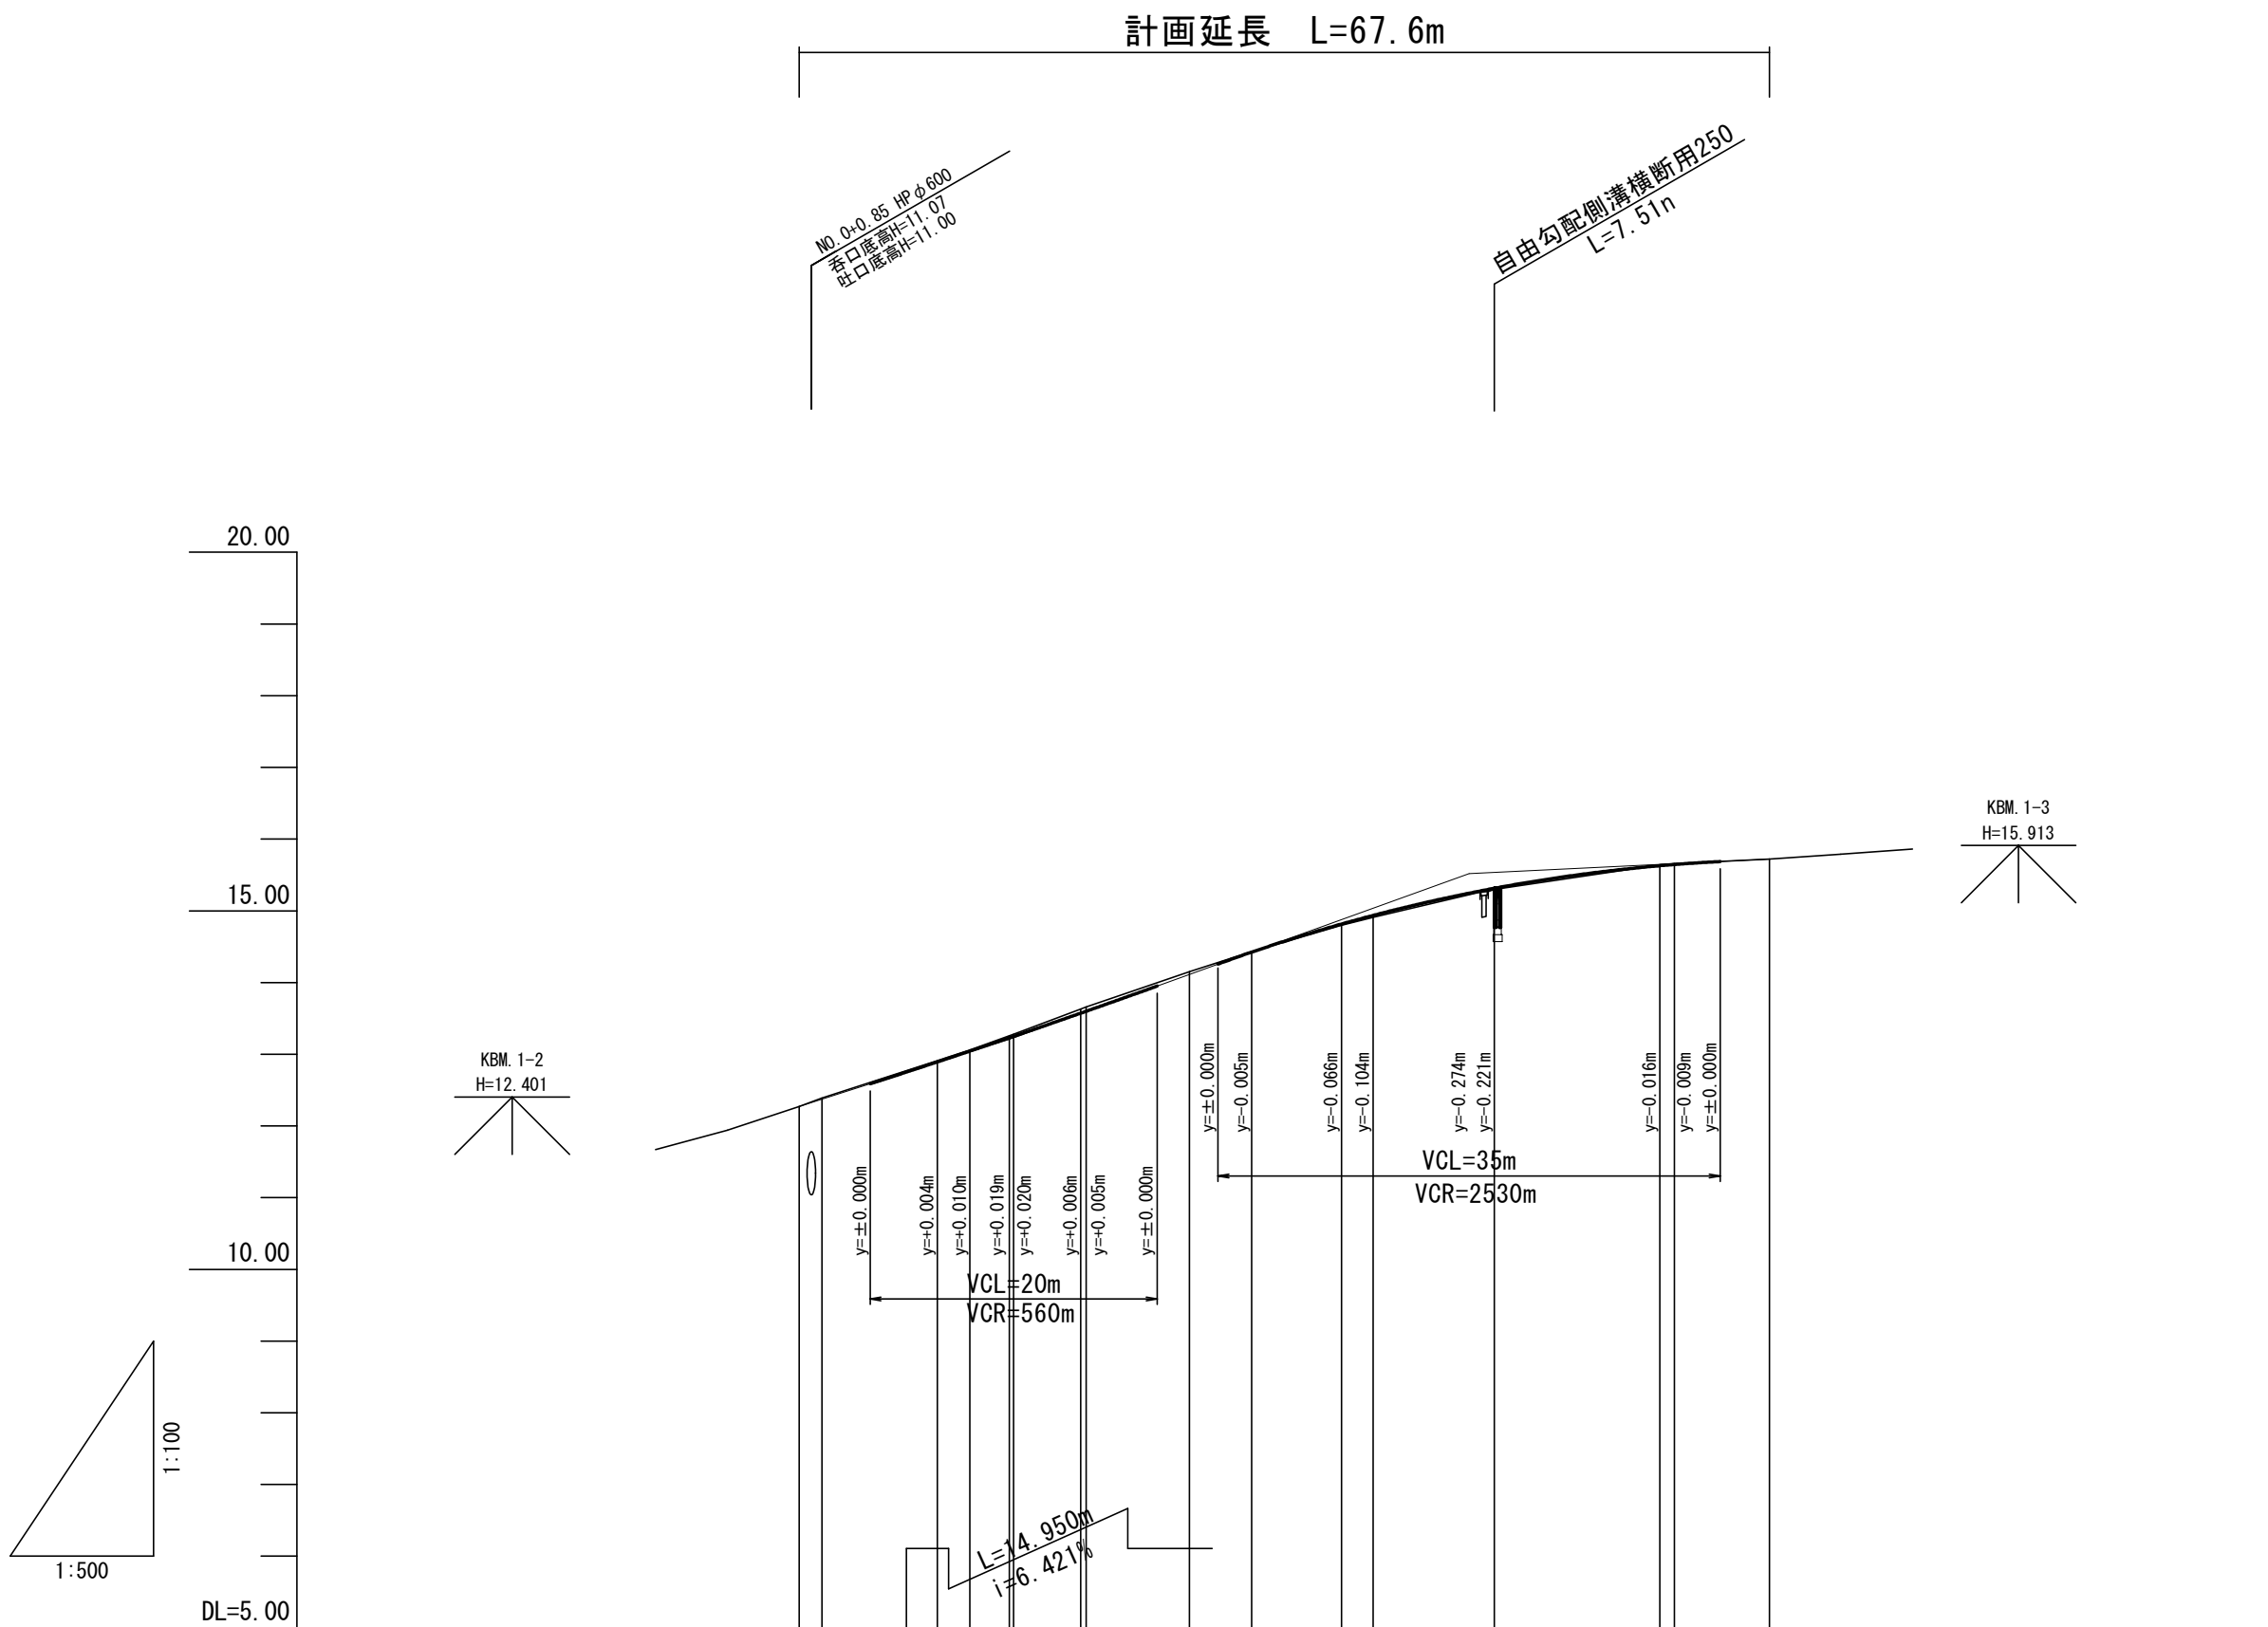 計画延長 L=67.6m
NO.0+0.85 HPφ600
呑口底高H=11.07
吐口底高H=11.00
自由勾配側溝横断用250
L=7.51n
20.00
15.00
10.00
DL=5.00
KBM.1-3
H=15.913
KBM.1-2
H=12.401
y=±0.000m
y=-0.005m
y=-0.066m
y=-0.104m
y=-0.274m
y=-0.221m
y=-0.016m
y=-0.009m
y=±0.000m
VCL=35m
VCR=2530m
y=±0.000m
y=+0.004m
y=+0.010m
y=+0.019m
y=+0.020m
y=+0.006m
y=+0.005m
y=±0.000m
VCL=20m
VCR=560m
1:100
1:500
L=14.950m
i=6.421%